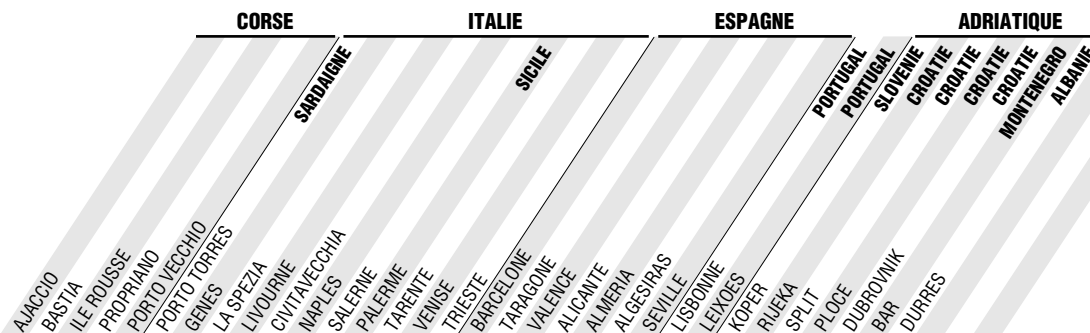 CORSE ITALIE ESPAGNE ADRIATIQUE
SARDAIGNE
SICILE
PORTUGAL
PORTUGAL
SLOVENIE
CROATIE
CROATIE
CROATIE
CROATIE
MONTENEGRO
ALBANIE
AJACCIO
BASTIA
ILE ROUSSE
PROPRIANO
PORTO VECCHIO
PORTO TORRES
GENES
LA SPEZIA
LIVOURNE
CIVITAVECCHIA
NAPLES
SALERNE
PALERME
TARENTE
VENISE
TRIESTE
BARCELONE
TARAGONE
VALENCE
ALICANTE
ALMERIA
ALGESIRAS
SEVILLE
LISBONNE
LEIXOES
KOPER
RIJEKA
SPLIT
PLOCE
DUBROVNIK
BAR
DURRES